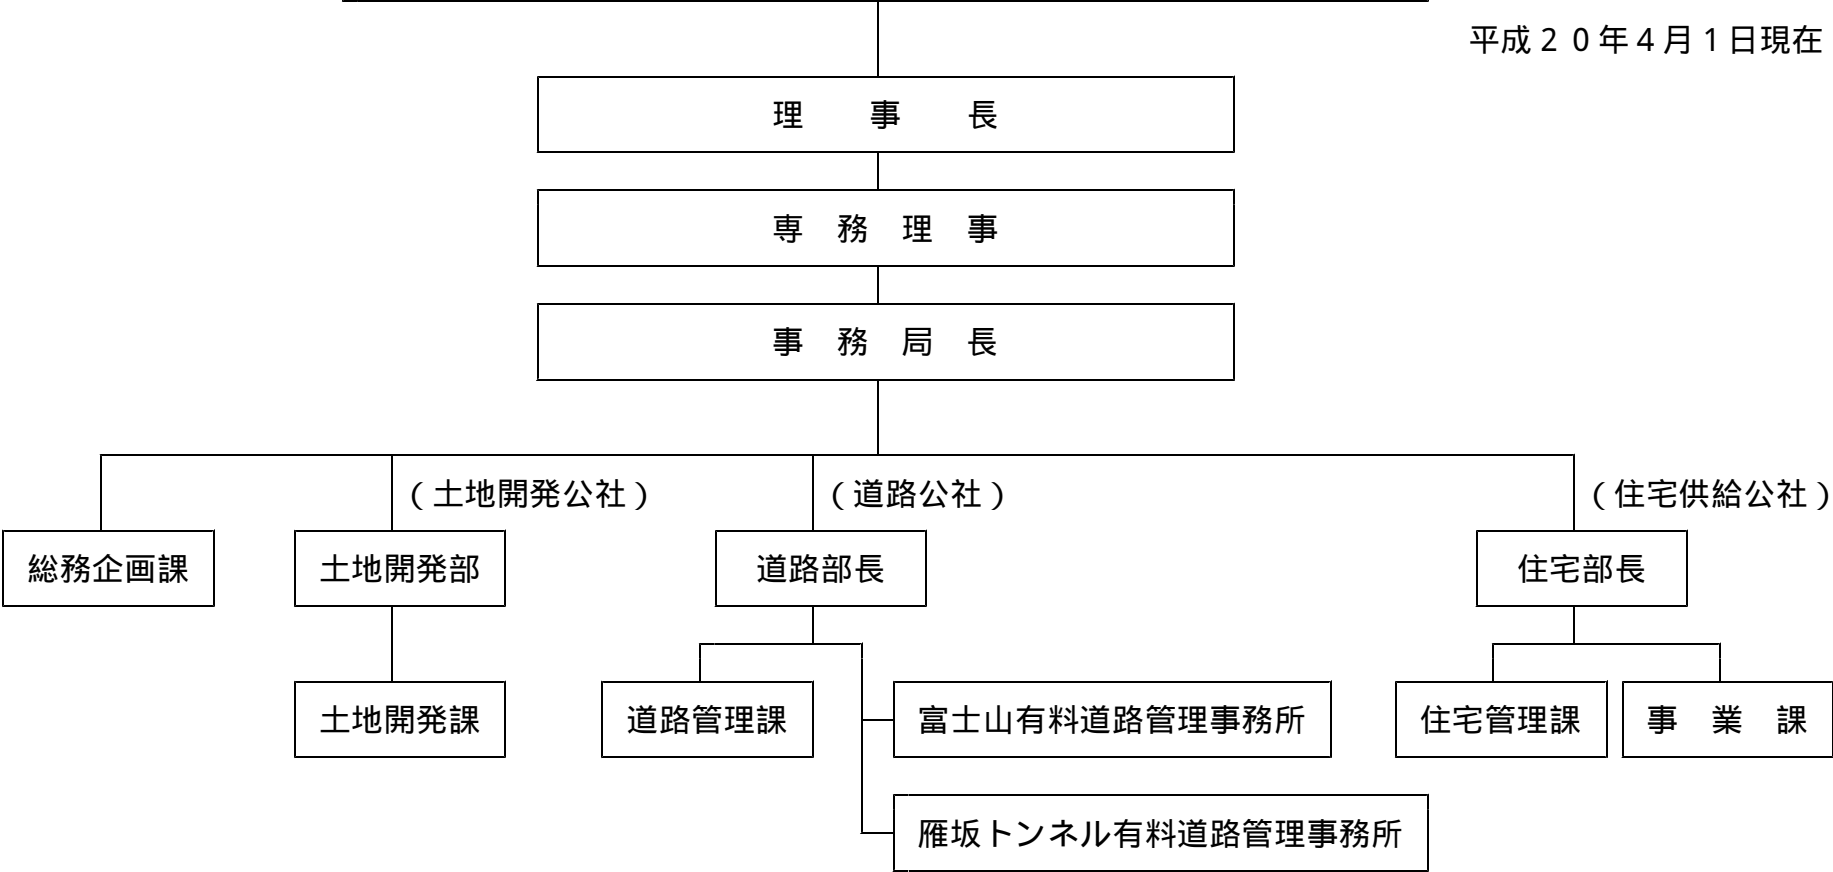 平成２０年４月１日現在
理　　事　　長
専　務　理　事
事　務　局　長
（土地開発公社）
（道路公社）
（住宅供給公社）
総務企画課
土地開発部
道路部長
住宅部長
土地開発課
道路管理課
富士山有料道路管理事務所
住宅管理課
事　業　課
雁坂トンネル有料道路管理事務所